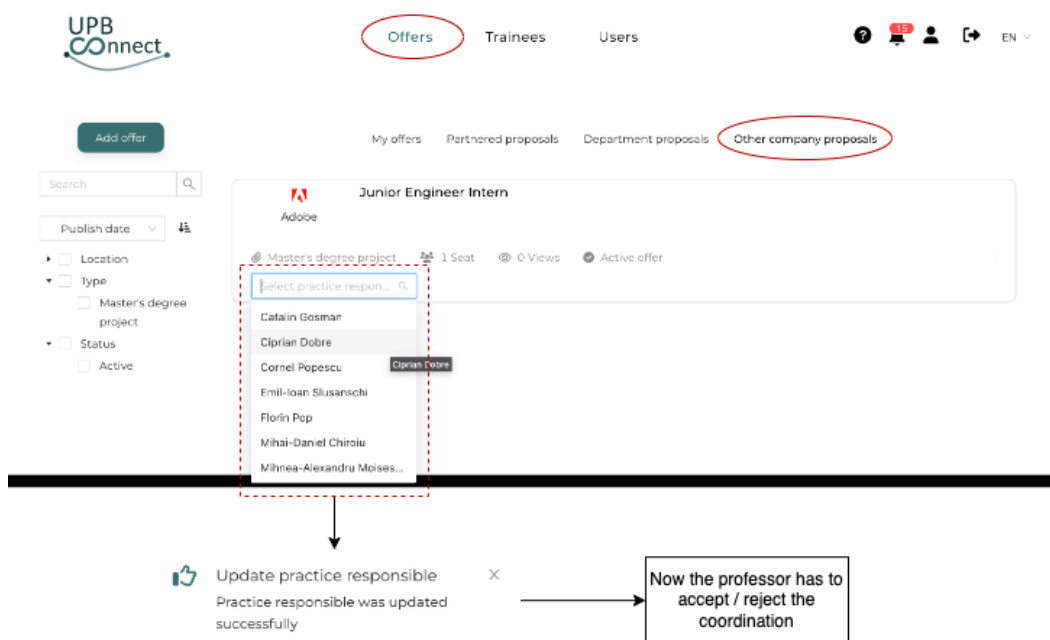 UPB
COnnect
Offers Trainees Users
15
EN
Add offer
My offers Partnered proposals Department proposals Other company proposals
Search
Junior Engineer Intern
Adobe
Publish date
Master's degree project 1 Seat 0 Views Active offer
Location
Select practice respon...
Type
Master's degree
project
Status
Active
Catalin Gosman
Ciprian Dobre
Ciprian Dobre
Cornel Popescu
Emil-Ioan Slusanschi
Florin Pop
Mihai-Daniel Chiroiu
Mihnea-Alexandru Moises...
Update practice responsible
Practice responsible was updated
successfully
Now the professor has to
accept / reject the
coordination